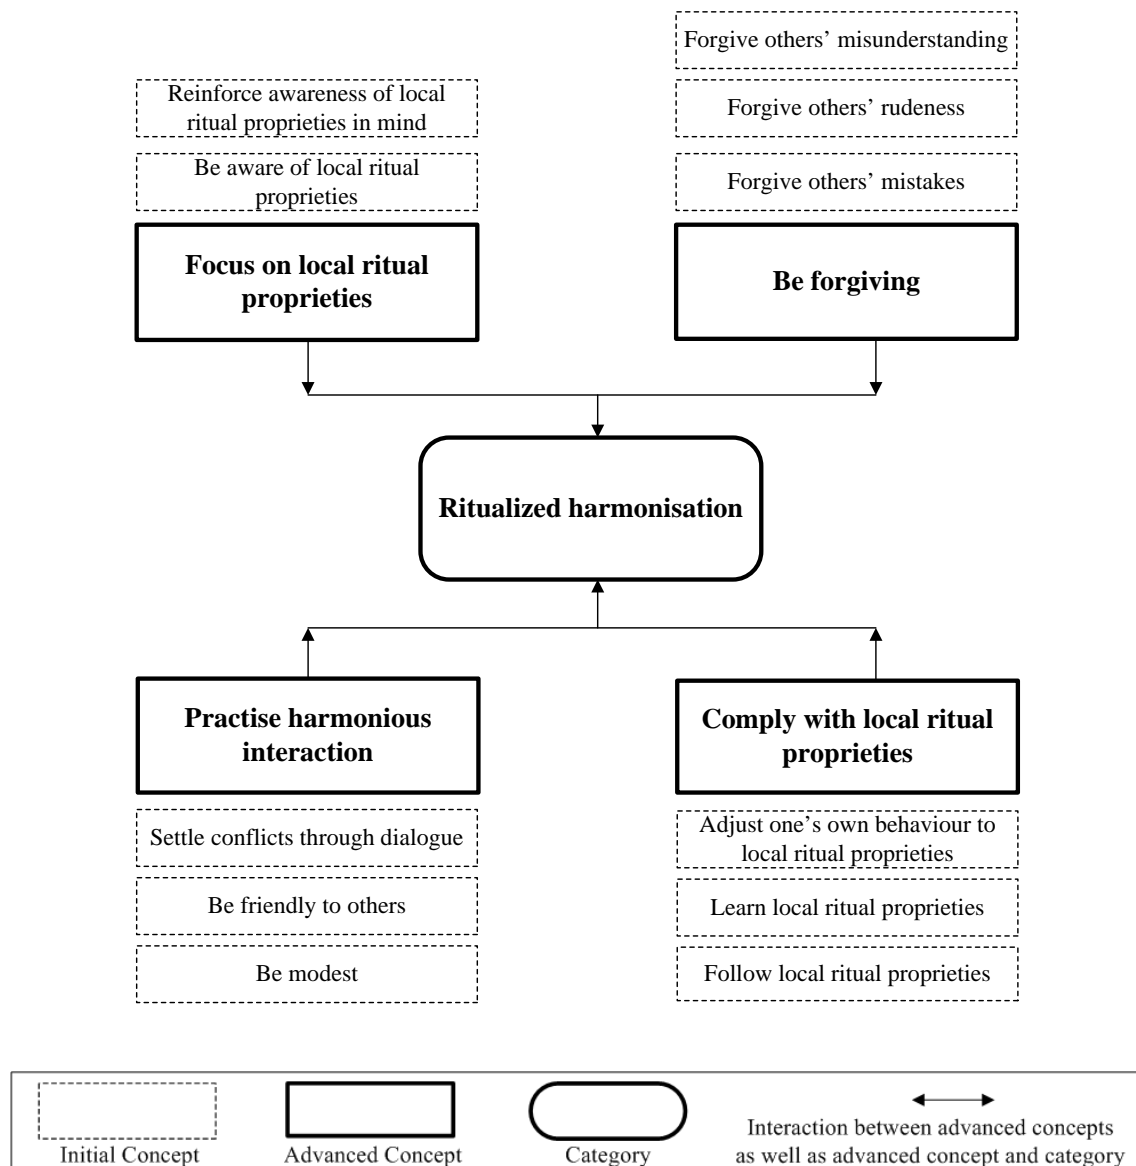 Forgive others’ misunderstanding
Reinforce awareness of local
ritual proprieties in mind
Forgive others’ rudeness
Be aware of local ritual
proprieties
Forgive others’ mistakes
Focus on local ritual
proprieties
Be forgiving
Ritualized harmonisation
Practise harmonious
interaction
Comply with local ritual
proprieties
Settle conflicts through dialogue
Adjust one’s own behaviour to
local ritual proprieties
Be friendly to others
Learn local ritual proprieties
Be modest
Follow local ritual proprieties
Initial Concept
Advanced Concept
Category
Interaction between advanced concepts
as well as advanced concept and category